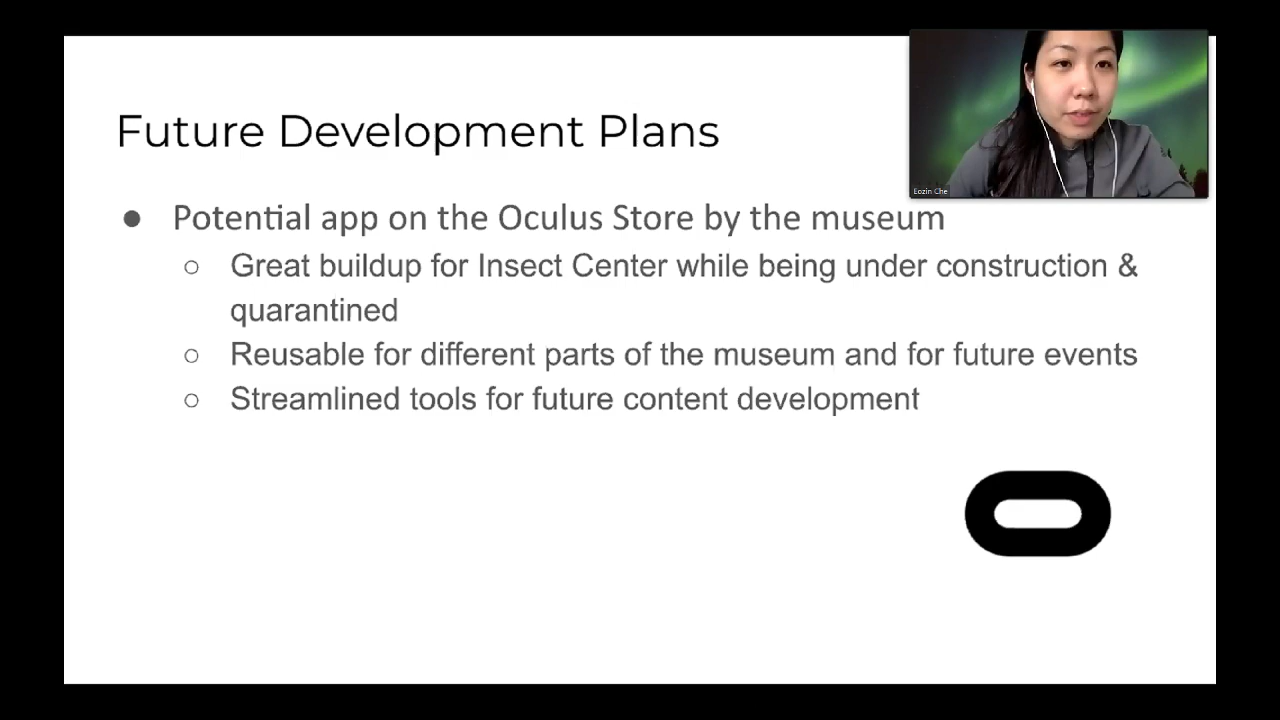 Future Development Plans
● Potential app on the Oculus Store by the museum
○ Great buildup for Insect Center while being under construction &
quarantined
○ Reusable for different parts of the museum and for future events
○ Streamlined tools for future content development
Eozin Che